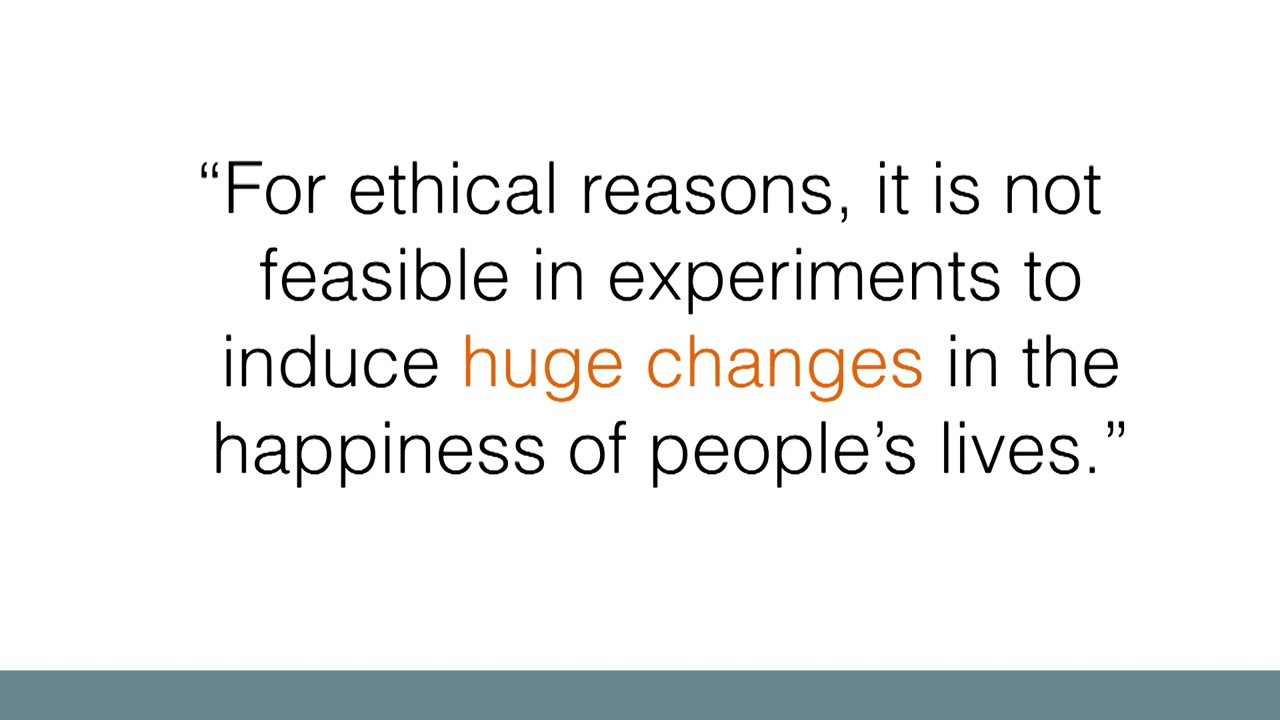 “For ethical reasons, it is not
feasible in experiments to
induce huge changes in the
happiness of people’s lives.”